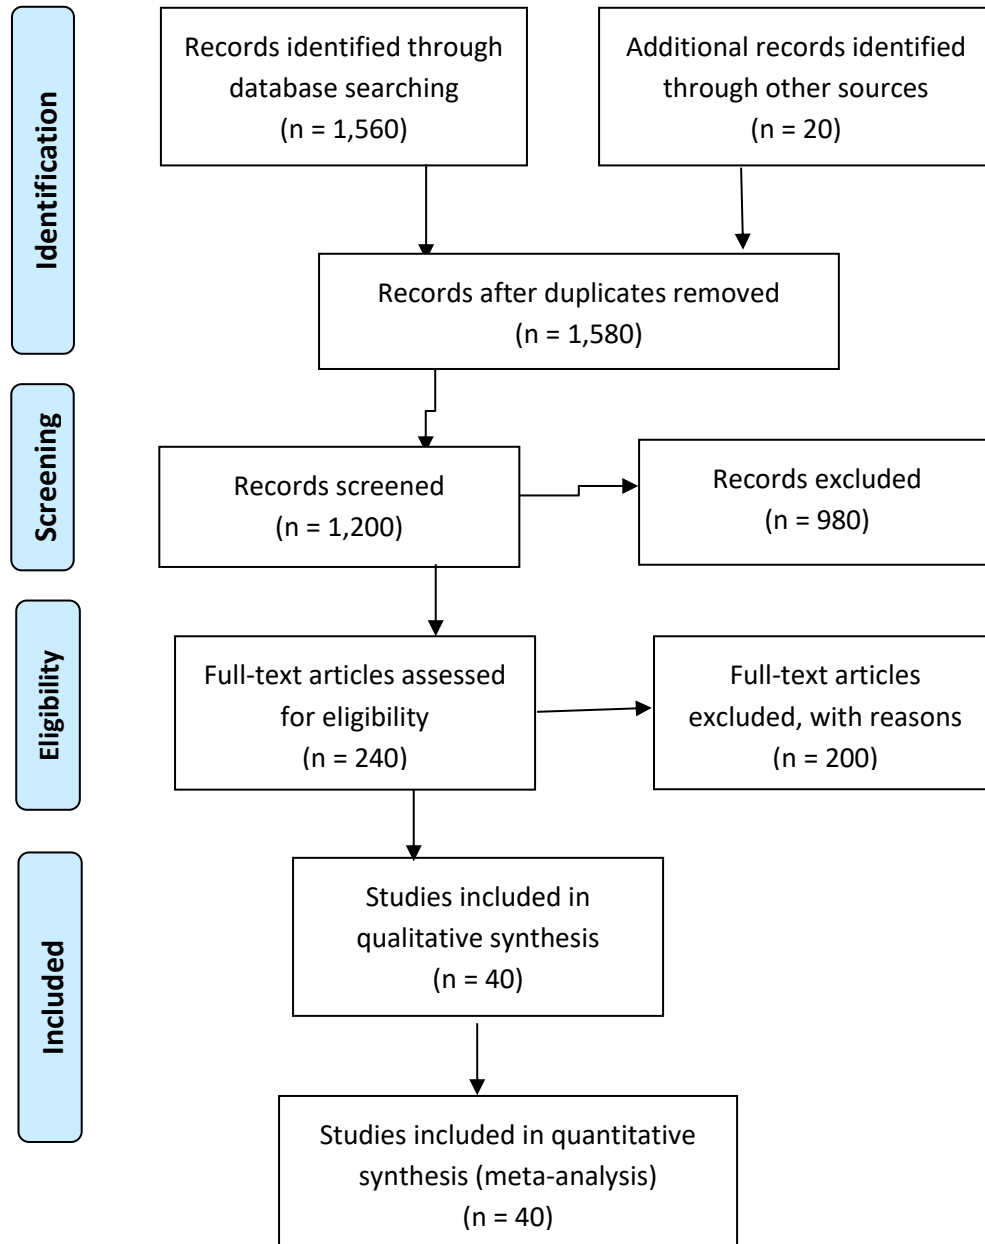 Identification
Records identified through
database searching
(n = 1,560)
Additional records identified
through other sources
(n = 20)
Records after duplicates removed
(n = 1,580)
Screening
Records screened
(n = 1,200)
Records excluded
(n = 980)
Eligibility
Full-text articles assessed
for eligibility
(n = 240)
Full-text articles
excluded, with reasons
(n = 200)
Included
Studies included in
qualitative synthesis
(n = 40)
Studies included in quantitative
synthesis (meta-analysis)
(n = 40)